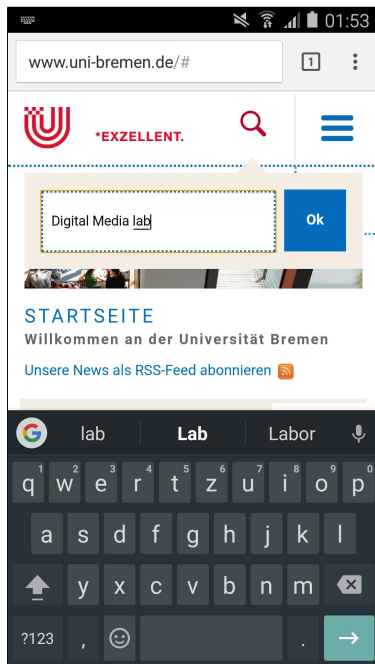 01:53
www.uni-bremen.de/#
1
*EXZELLENT.
Digital Media lab
Ok
STARTSEITE
Willkommen an der Universität Bremen
Unsere News als RSS-Feed abonnieren
G lab Lab Labor
q 1 w 2 e 3 r 4 t 5 z 6 u 7 i 8 o 9 p 0
a s d f g h j k l
y x c v b n m
?123 , .